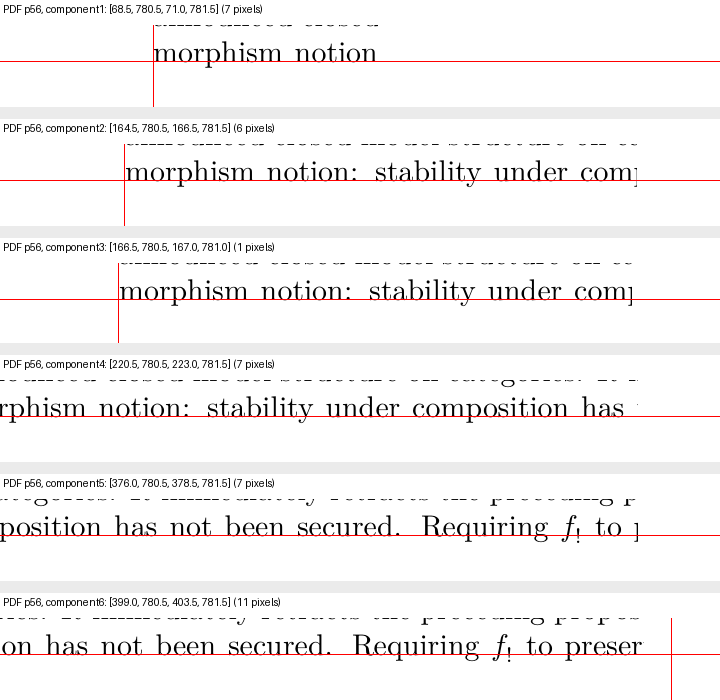 PDF p56, component1: [68.5, 780.5, 71.0, 781.5] (7 pixels)
morphism notion
PDF p56, component2: [164.5, 780.5, 166.5, 781.5] (6 pixels)
morphism notion: stability under com
PDF p56, component3: [166.5, 780.5, 167.0, 781.0] (1 pixels)
morphism notion: stability under com
PDF p56, component4: [220.5, 780.5, 223.0, 781.5] (7 pixels)
rphism notion: stability under composition has
PDF p56, component5: [376.0, 780.5, 378.5, 781.5] (7 pixels)
position has not been secured. Requiring f! to
PDF p56, component6: [399.0, 780.5, 403.5, 781.5] (11 pixels)
on has not been secured. Requiring f! to preser